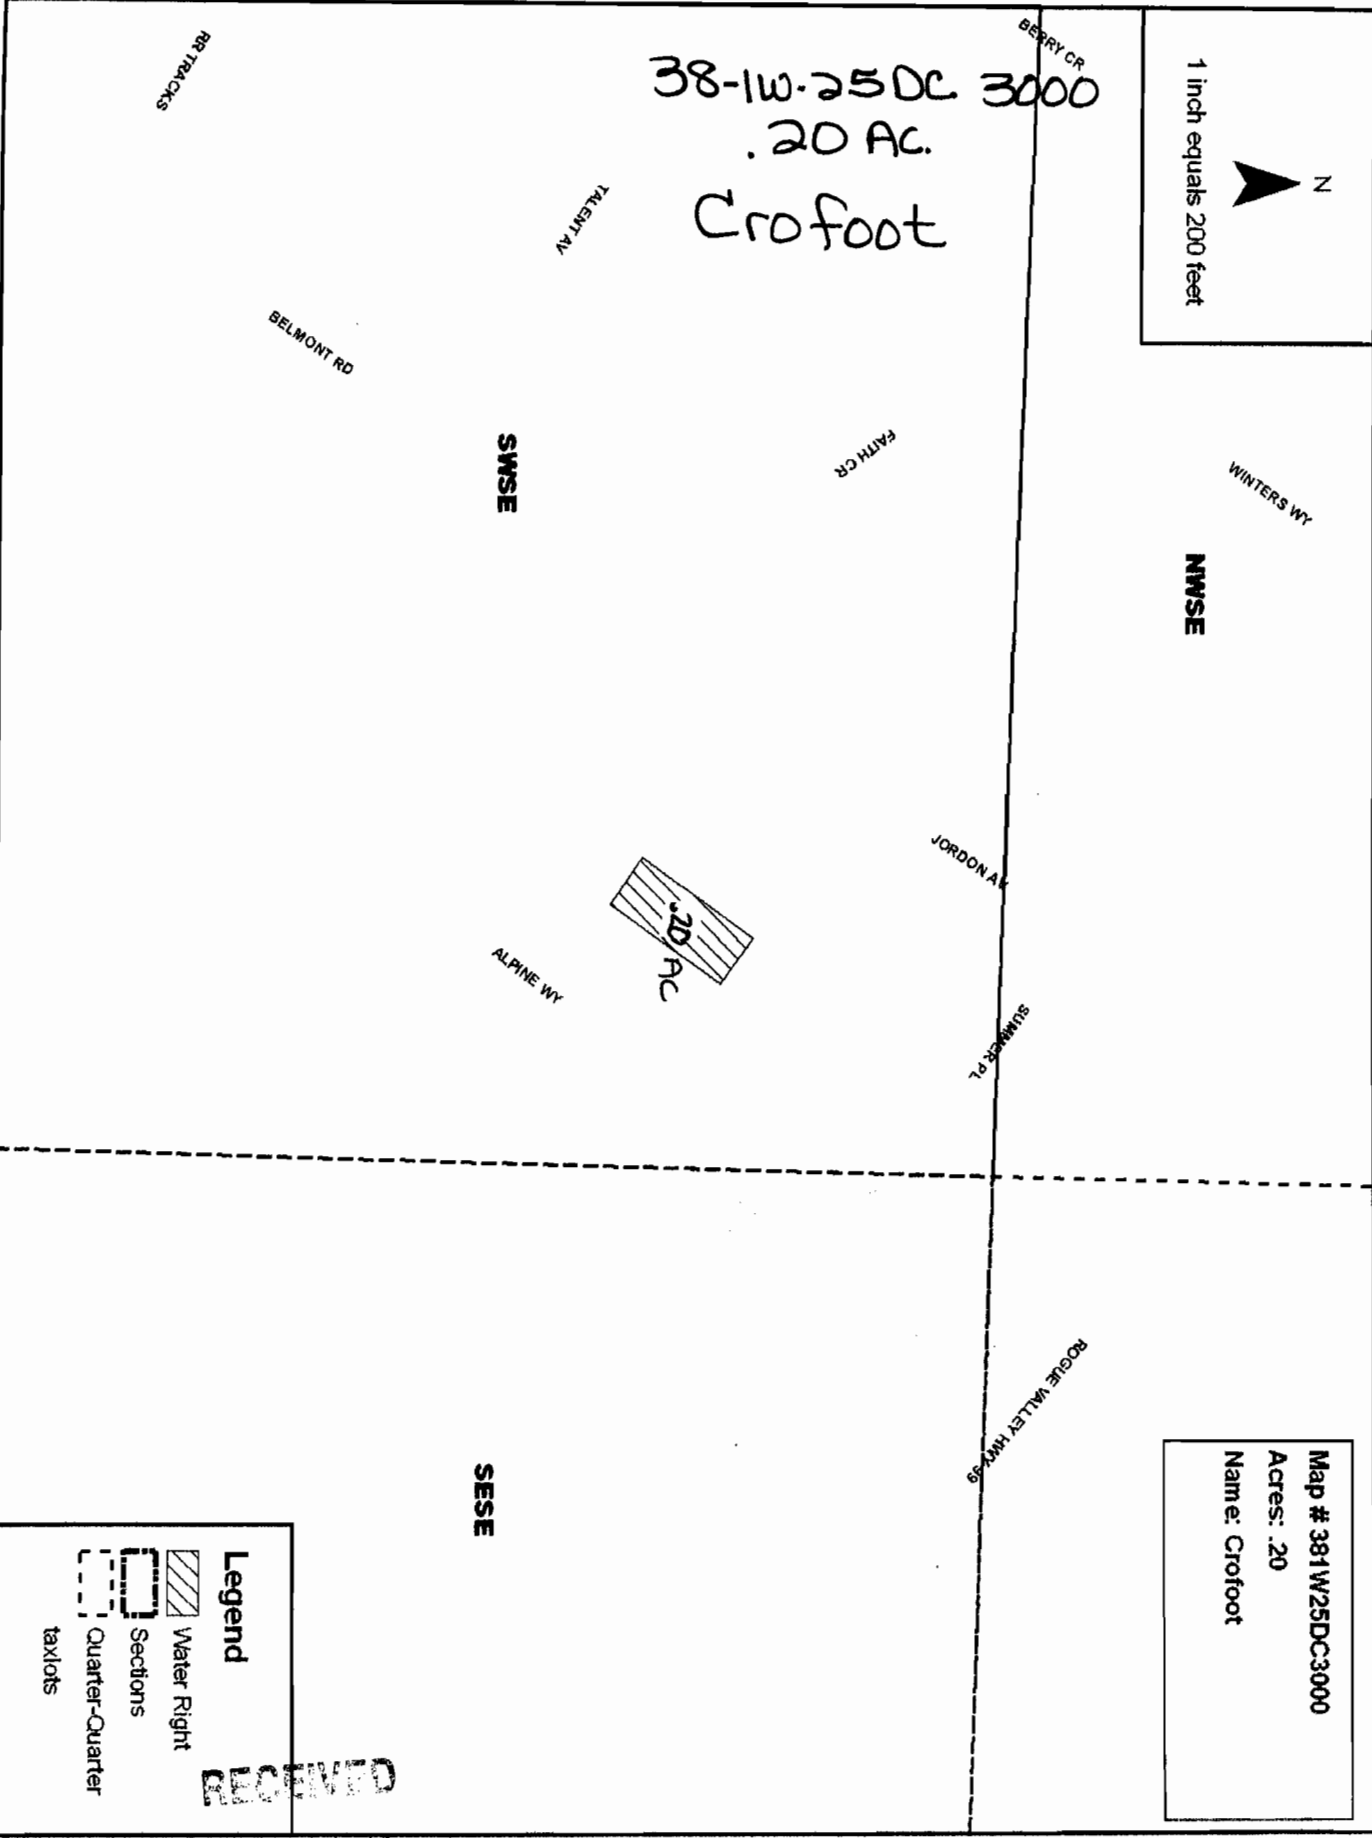 38-1W-25DC 3000
.20 AC.
Crofoot
N
1 inch equals 200 feet
BERRY CR
RR TRACKS
TALENT AV
BELMONT RD
SWSE
FAITH CR
WINTERS WY
NWSE
JORDON AV
.20 AC
ALPINE WY
SUMMER PL
ROGUE VALLEY HWY 99
SESE
Map # 381W25DC3000
Acres: .20
Name: Crofoot
Legend
Water Right
Sections
Quarter-Quarter
taxlots
RECEIVED